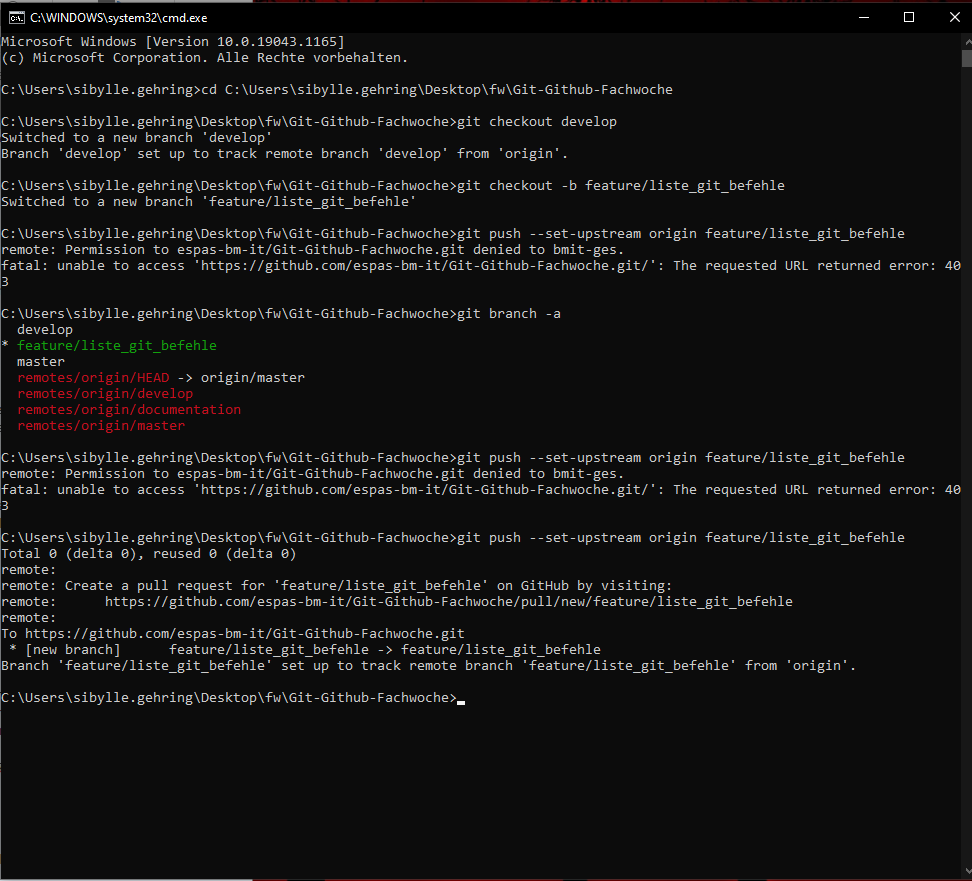 C:\WINDOWS\system32\cmd.exe
Microsoft Windows [Version 10.0.19043.1165]
(c) Microsoft Corporation. Alle Rechte vorbehalten.
C:\Users\sibylle.gehring>cd C:\Users\sibylle.gehring\Desktop\fw\Git-Github-Fachwoche
C:\Users\sibylle.gehring\Desktop\fw\Git-Github-Fachwoche>git checkout develop
Switched to a new branch 'develop'
Branch 'develop' set up to track remote branch 'develop' from 'origin'.
C:\Users\sibylle.gehring\Desktop\fw\Git-Github-Fachwoche>git checkout -b feature/liste_git_befehle
Switched to a new branch 'feature/liste_git_befehle'
C:\Users\sibylle.gehring\Desktop\fw\Git-Github-Fachwoche>git push --set-upstream origin feature/liste_git_befehle
remote: Permission to espas-bm-it/Git-Github-Fachwoche.git denied to bmit-ges.
fatal: unable to access 'https://github.com/espas-bm-it/Git-Github-Fachwoche.git/': The requested URL returned error: 40
3
C:\Users\sibylle.gehring\Desktop\fw\Git-Github-Fachwoche>git branch -a
  develop
* feature/liste_git_befehle
  master
  remotes/origin/HEAD -> origin/master
  remotes/origin/develop
  remotes/origin/documentation
  remotes/origin/master
C:\Users\sibylle.gehring\Desktop\fw\Git-Github-Fachwoche>git push --set-upstream origin feature/liste_git_befehle
remote: Permission to espas-bm-it/Git-Github-Fachwoche.git denied to bmit-ges.
fatal: unable to access 'https://github.com/espas-bm-it/Git-Github-Fachwoche.git/': The requested URL returned error: 40
3
C:\Users\sibylle.gehring\Desktop\fw\Git-Github-Fachwoche>git push --set-upstream origin feature/liste_git_befehle
Total 0 (delta 0), reused 0 (delta 0)
remote:
remote: Create a pull request for 'feature/liste_git_befehle' on GitHub by visiting:
remote:      https://github.com/espas-bm-it/Git-Github-Fachwoche/pull/new/feature/liste_git_befehle
remote:
To https://github.com/espas-bm-it/Git-Github-Fachwoche.git
 * [new branch]      feature/liste_git_befehle -> feature/liste_git_befehle
Branch 'feature/liste_git_befehle' set up to track remote branch 'feature/liste_git_befehle' from 'origin'.
C:\Users\sibylle.gehring\Desktop\fw\Git-Github-Fachwoche>